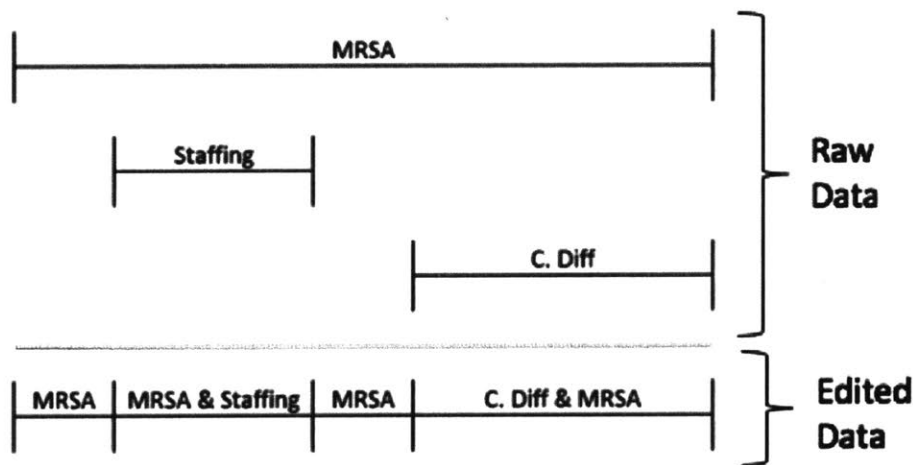 MRSA
Staffing
C. Diff
Raw
Data
MRSA
MRSA & Staffing
MRSA
C. Diff & MRSA
Edited
Data